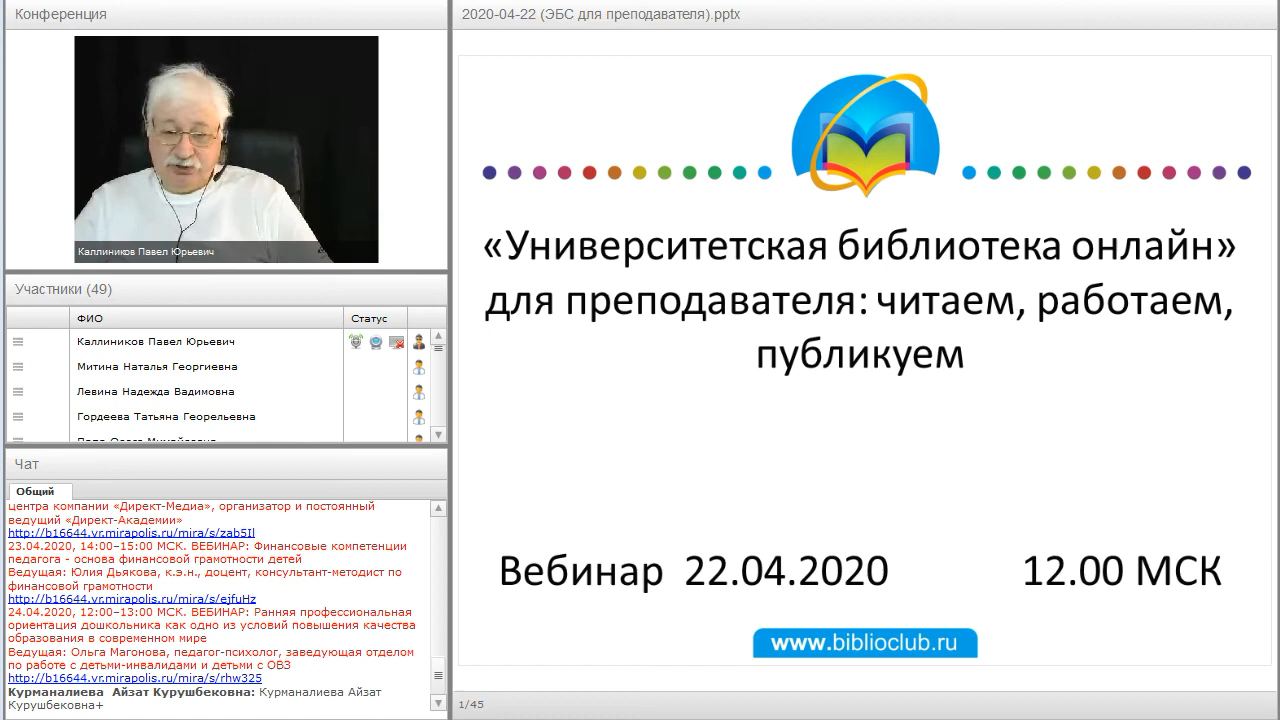 Конференция
Каллиников Павел Юрьевич
Участники (49)
ФИО Статус
Каллиников Павел Юрьевич
Митина Наталья Георгиевна
Левина Надежда Вадимовна
Гордеева Татьяна Георельевна
Чат
Общий
центра компании «Директ-Медиа», организатор и постоянный
ведущий «Директ-Академии»
http://b16644.vr.mirapolis.ru/mira/s/zab5Il
23.04.2020, 14:00–15:00 МСК. ВЕБИНАР: Финансовые компетенции
педагога - основа финансовой грамотности детей
Ведущая: Юлия Дьякова, к.э.н., доцент, консультант-методист по
финансовой грамотности
http://b16644.vr.mirapolis.ru/mira/s/ejfuHz
24.04.2020, 12:00–13:00 МСК. ВЕБИНАР: Ранняя профессиональная
ориентация дошкольника как одно из условий повышения качества
образования в современном мире
Ведущая: Ольга Магонова, педагог-психолог, заведующая отделом
по работе с детьми-инвалидами и детьми с ОВЗ
http://b16644.vr.mirapolis.ru/mira/s/rhw325
Курманалиева Айзат Курушбековна: Курманалиева Айзат
Курушбековна+
2020-04-22 (ЭБС для преподавателя).pptx
«Университетская библиотека онлайн»
для преподавателя: читаем, работаем,
публикуем
Вебинар 22.04.2020 12.00 МСК
www.biblioclub.ru
1/45